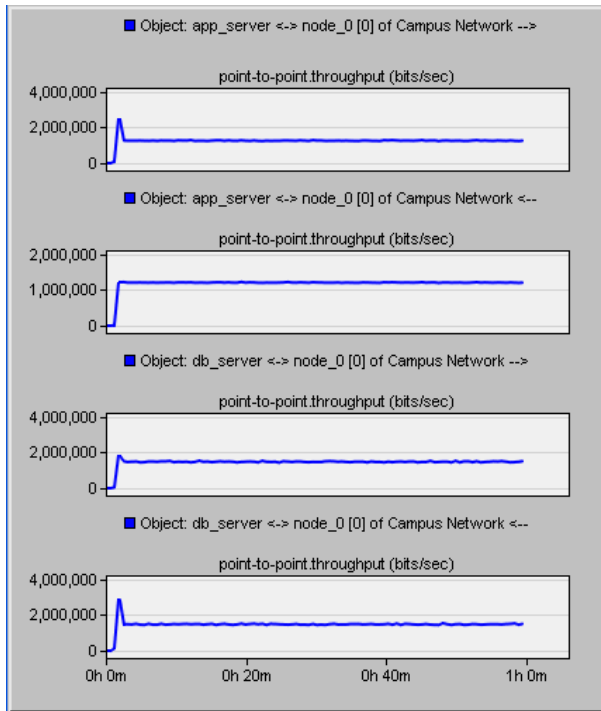 Object: app_server <-> node_0 [0] of Campus Network -->
point-to-point.throughput (bits/sec)
4,000,000
2,000,000
0
Object: app_server <-> node_0 [0] of Campus Network <--
point-to-point.throughput (bits/sec)
2,000,000
1,000,000
0
Object: db_server <-> node_0 [0] of Campus Network -->
point-to-point.throughput (bits/sec)
4,000,000
2,000,000
0
Object: db_server <-> node_0 [0] of Campus Network <--
point-to-point.throughput (bits/sec)
4,000,000
2,000,000
0
0h 0m 0h 20m 0h 40m 1h 0m